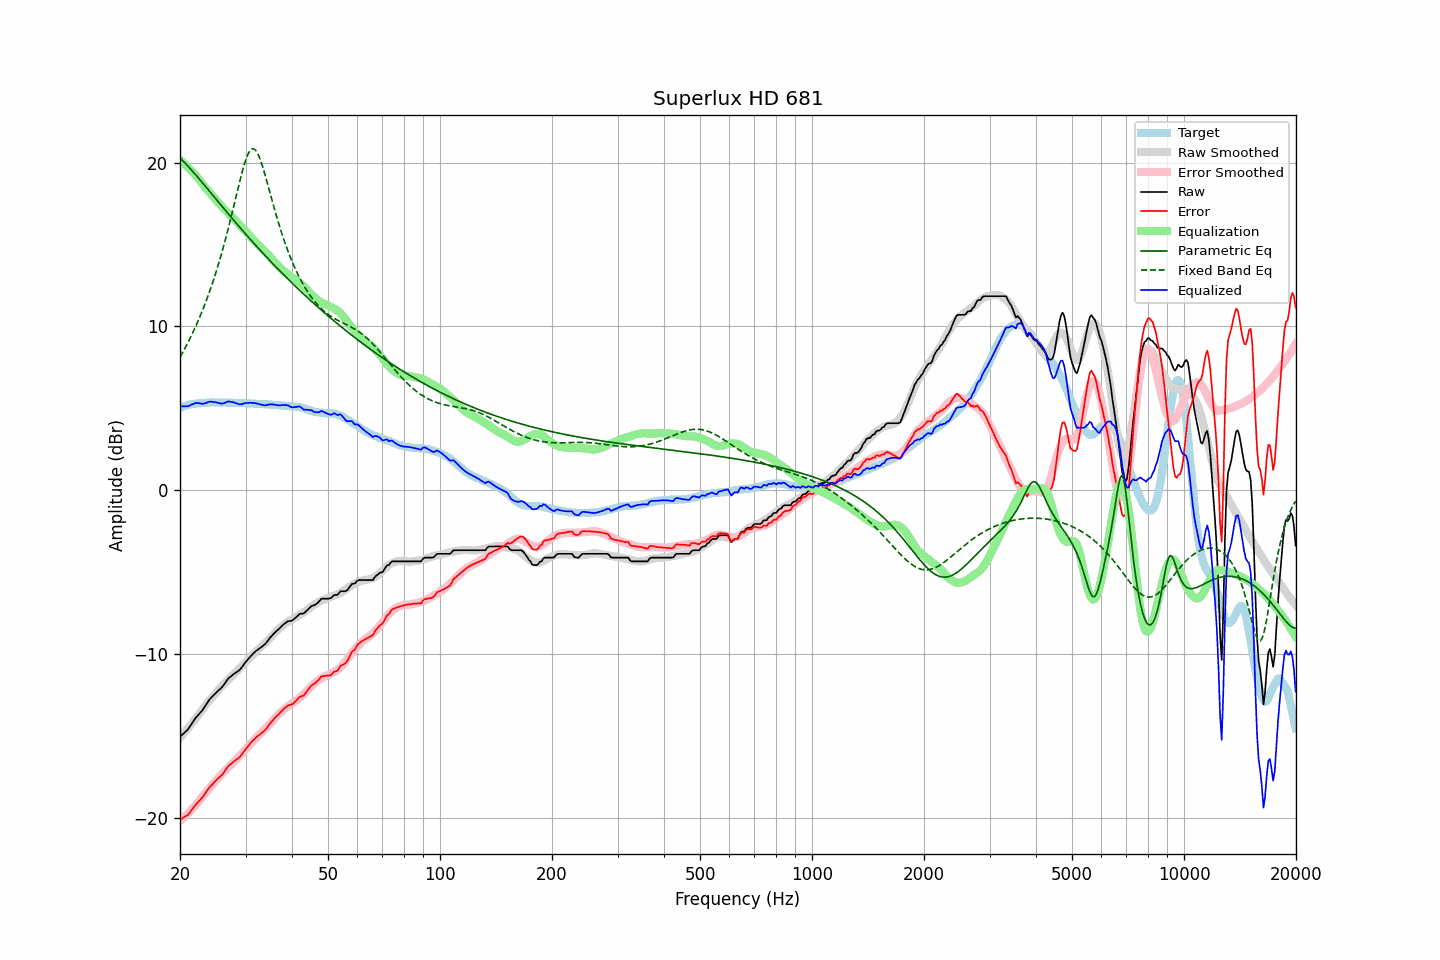 Superlux HD 681
Target
Raw Smoothed
Error Smoothed
Raw
Error
Equalization
Parametric Eq
Fixed Band Eq
Equalized
Amplitude (dBr)
20
10
0
−10
−20
20 50 100 200 500 1000 2000 5000 10000 20000
Frequency (Hz)